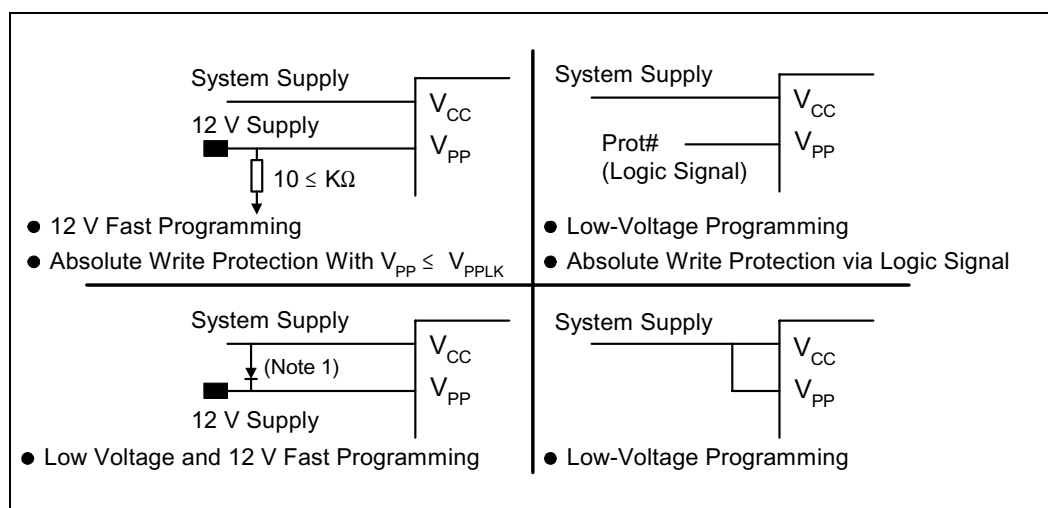 System Supply
V_CC
12 V Supply
V_PP
10 ≤ KΩ
● 12 V Fast Programming
● Absolute Write Protection With V_PP ≤ V_PPLK
System Supply
V_CC
Prot#
(Logic Signal)
V_PP
● Low-Voltage Programming
● Absolute Write Protection via Logic Signal
System Supply
V_CC
(Note 1)
V_PP
12 V Supply
● Low Voltage and 12 V Fast Programming
System Supply
V_CC
V_PP
● Low-Voltage Programming